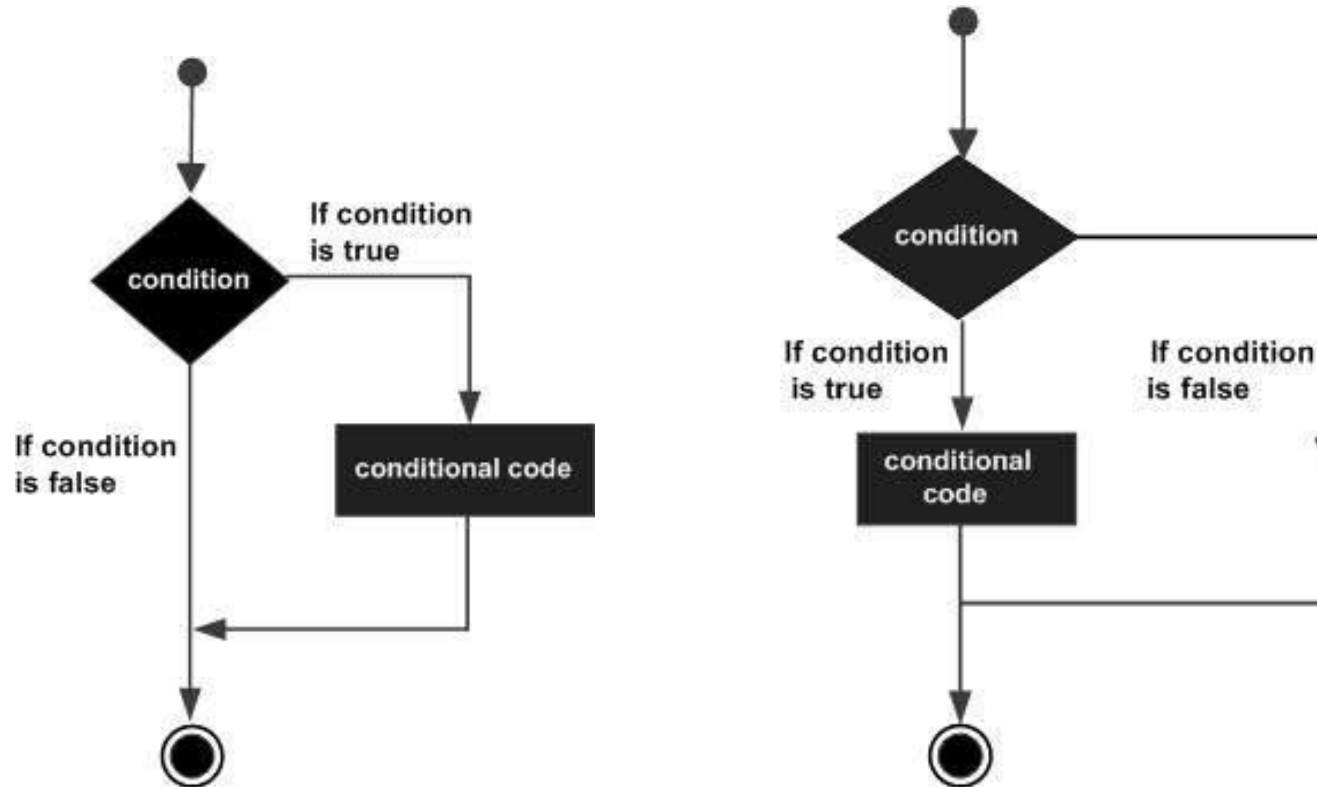 If condition
is true
condition
If condition
is false
conditional code
condition
If condition
is true
If condition
is false
conditional
code